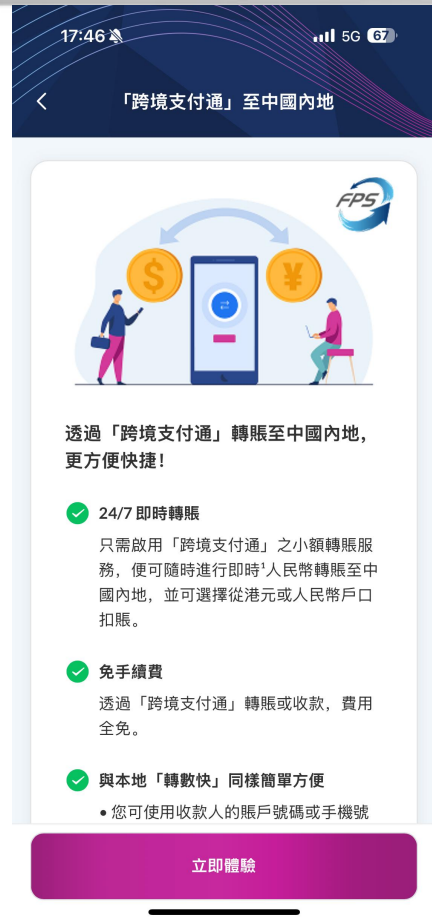 17:46
5G 67
「跨境支付通」至中國內地
FPS
$
¥
透過「跨境支付通」轉賬至中國內地，
更方便快捷！
24/7 即時轉賬
只需啟用「跨境支付通」之小額轉賬服
務，便可隨時進行即時¹人民幣轉賬至中
國內地，並可選擇從港元或人民幣戶口
扣賬。
免手續費
透過「跨境支付通」轉賬或收款，費用
全免。
與本地「轉數快」同樣簡單方便
• 您可使用收款人的賬戶號碼或手機號
立即體驗